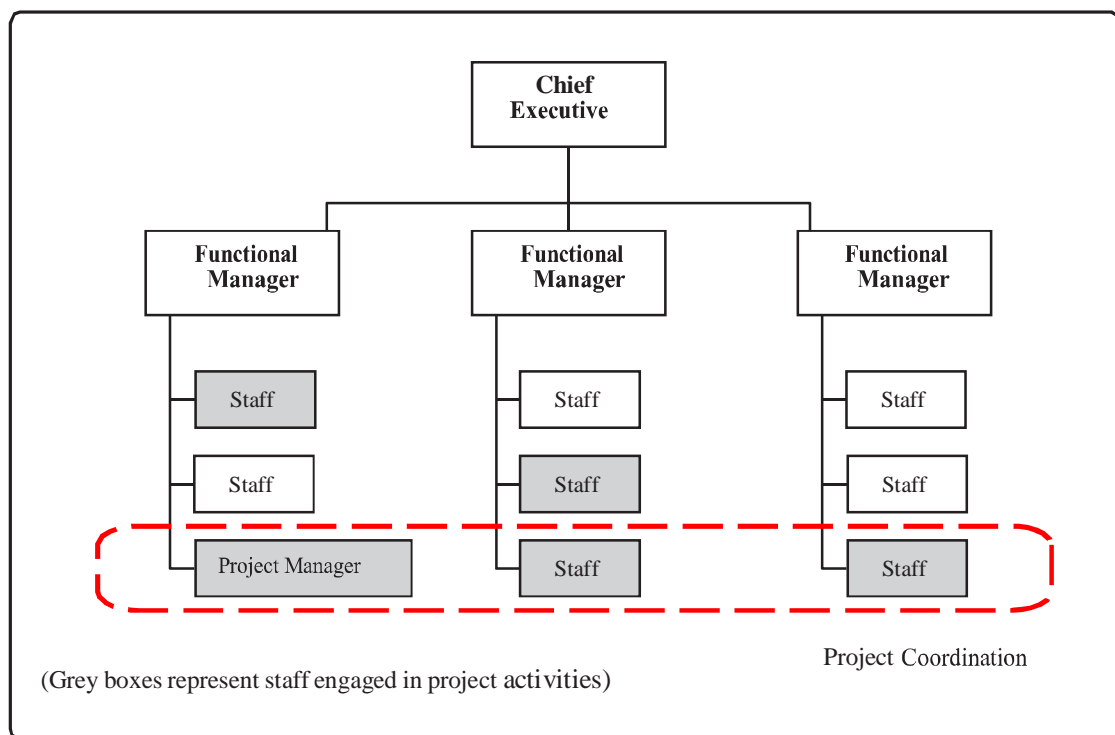 Chief
Executive
Functional
Manager
Functional
Manager
Functional
Manager
Staff
Staff
Staff
Staff
Staff
Staff
Project Manager
Staff
Staff
Project Coordination
(Grey boxes represent staff engaged in project activities)